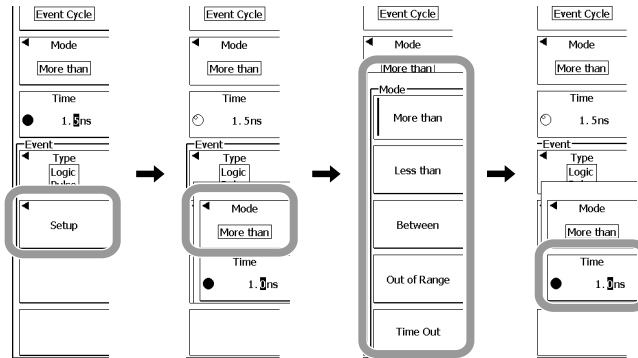 Event Cycle
Mode
More than
Time
1.5ns
Event
Type
Logic
Pulse
Setup
Event Cycle
Mode
More than
Time
1.5ns
Event
Type
Logic
Mode
More than
Time
1.0ns
Event Cycle
Mode
More than
Mode
More than
Less than
Between
Out of Range
Time Out
Event Cycle
Mode
More than
Time
1.5ns
Event
Type
Logic
Mode
More than
Time
1.0ns